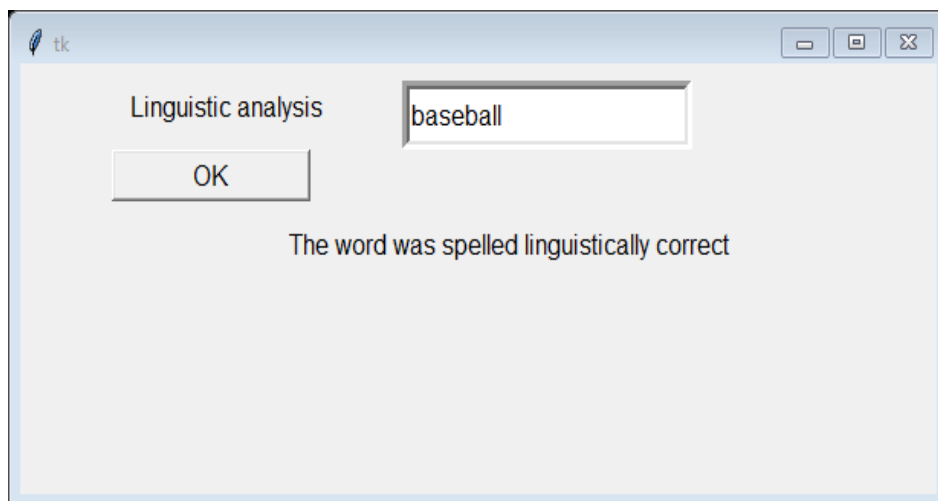 tk
Linguistic analysis
baseball
OK
The word was spelled linguistically correct